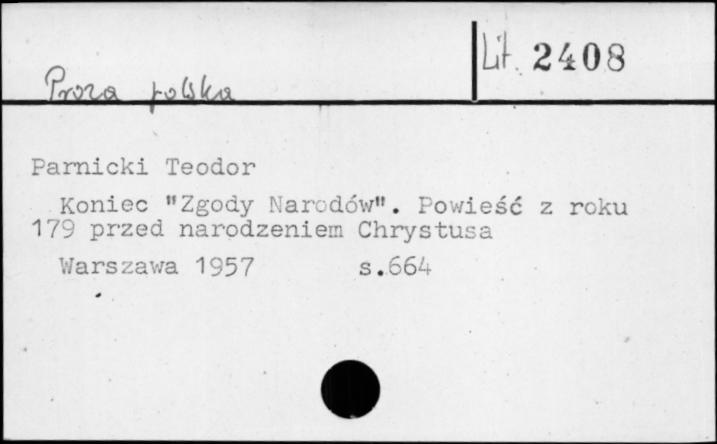 Lit. 2408
Proza polska
Parnicki Teodor
Koniec "Zgody Narodów". Powieść z roku
179 przed narodzeniem Chrystusa
Warszawa 1957 s.664